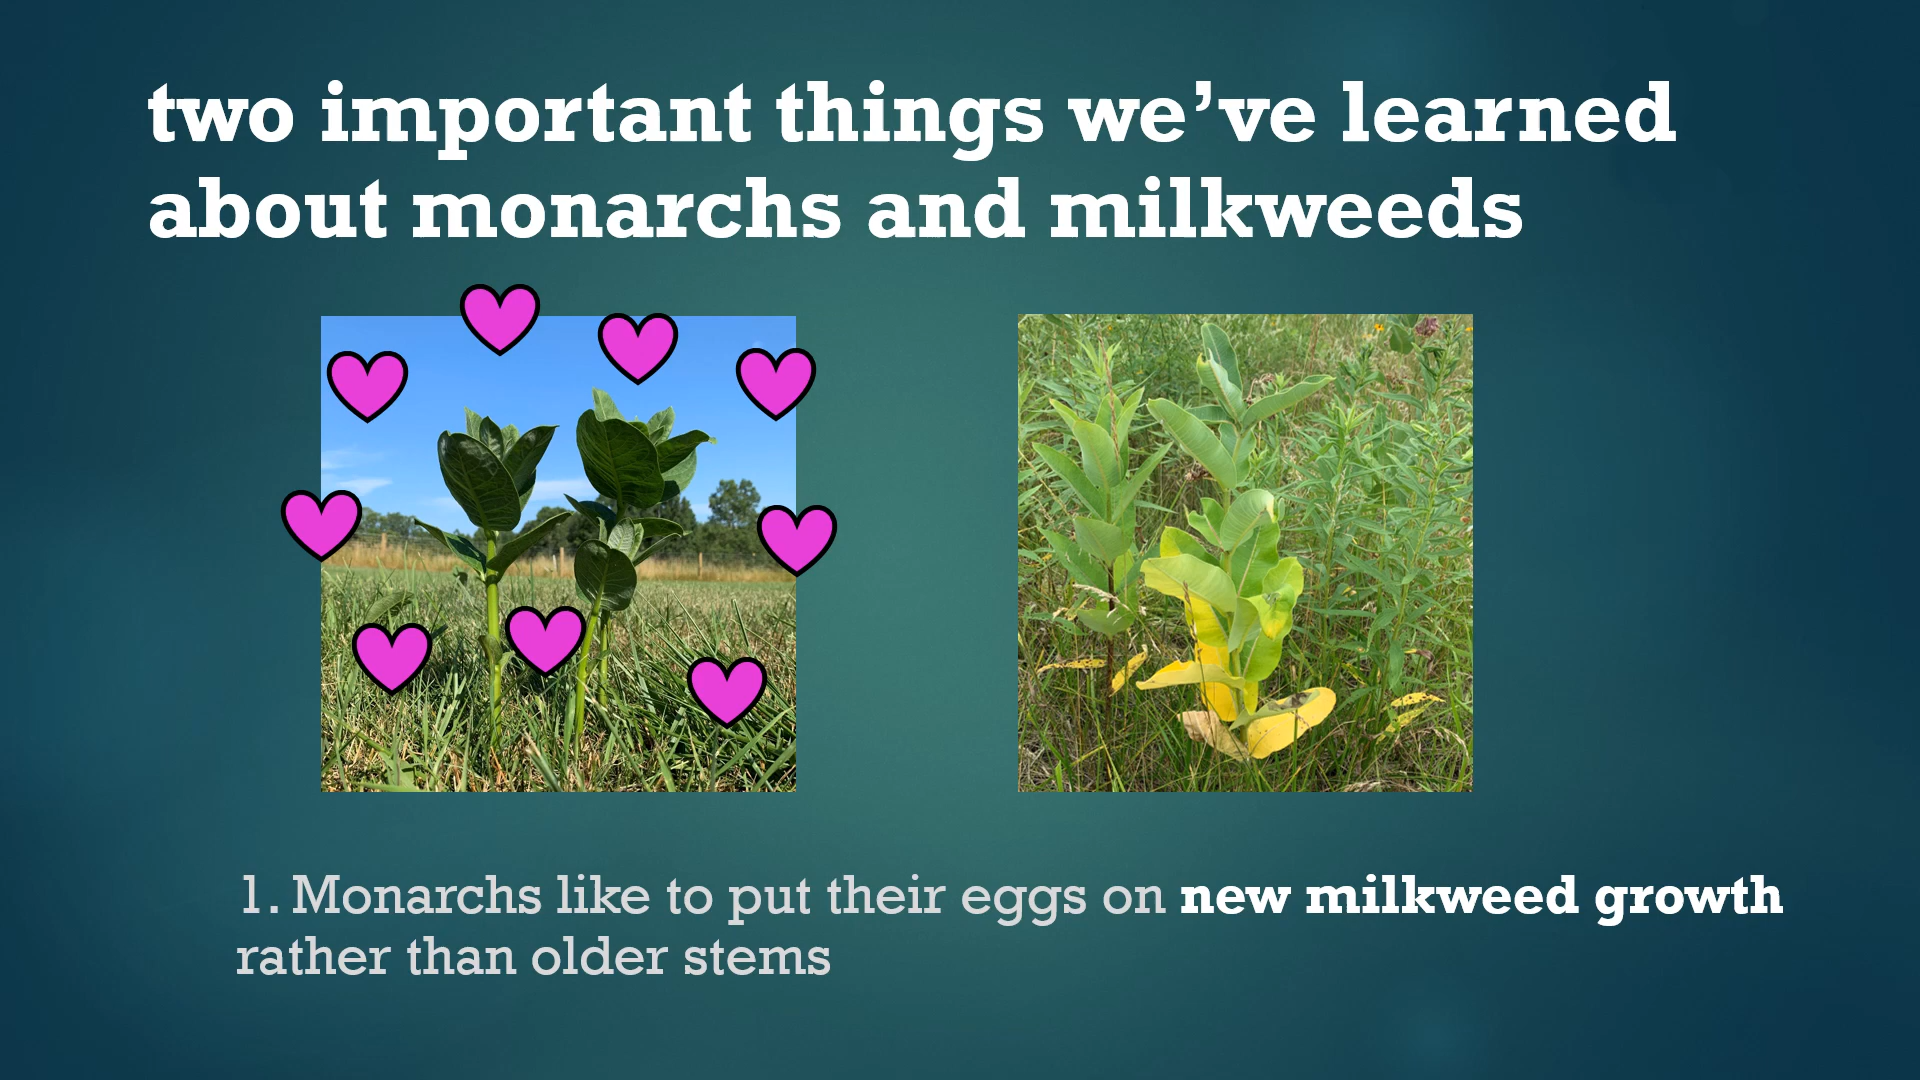 two important things we’ve learned
about monarchs and milkweeds
1. Monarchs like to put their eggs on new milkweed growth
rather than older stems